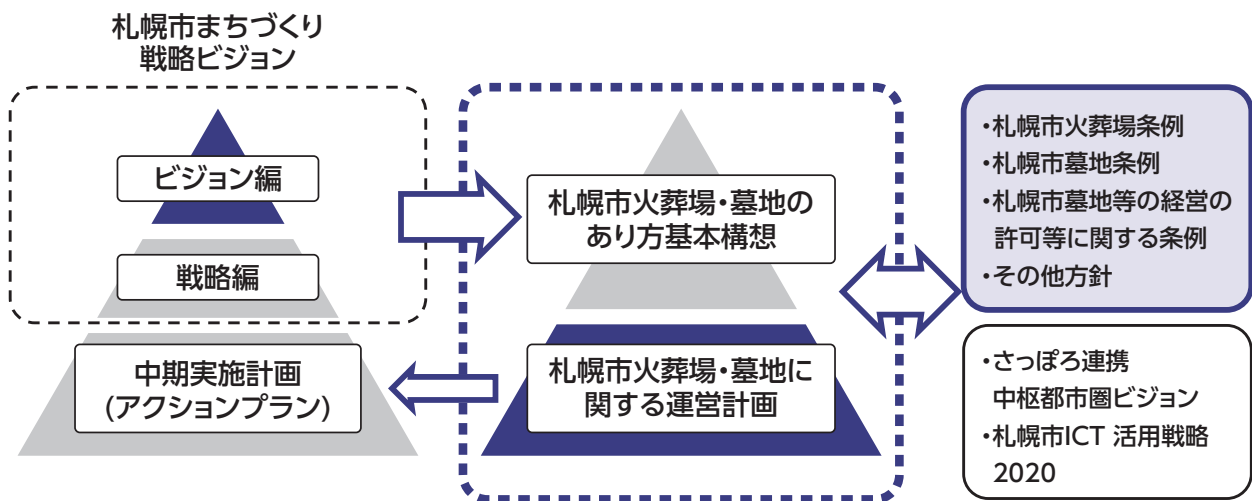 札幌市まちづくり
戦略ビジョン
ビジョン編
戦略編
中期実施計画
(アクションプラン)
札幌市火葬場・墓地の
あり方基本構想
札幌市火葬場・墓地に
関する運営計画
・札幌市火葬場条例
・札幌市墓地条例
・札幌市墓地等の経営の
許可等に関する条例
・その他方針
・さっぽろ連携
中枢都市圏ビジョン
・札幌市ICT 活用戦略
2020